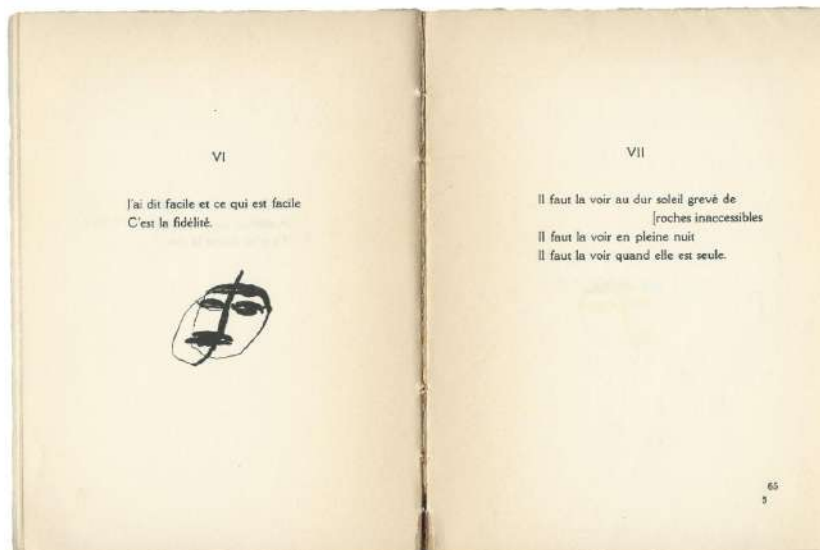 VI
J'ai dit facile et ce qui est facile
C'est la fidélité.
VII
Il faut la voir au dur soleil grevé de
[roches inaccessibles
Il faut la voir en pleine nuit
Il faut la voir quand elle est seule.
65
5